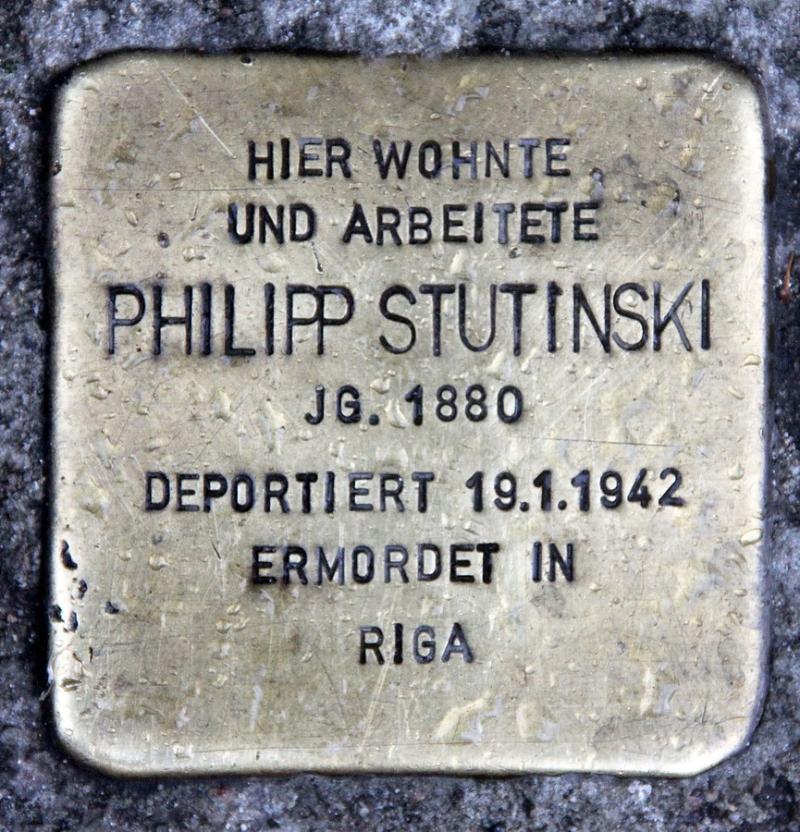 HIER WOHNTE
UND ARBEITETE
PHILIPP STUTINSKI
JG. 1880
DEPORTIERT 19.1.1942
ERMORDET IN
RIGA